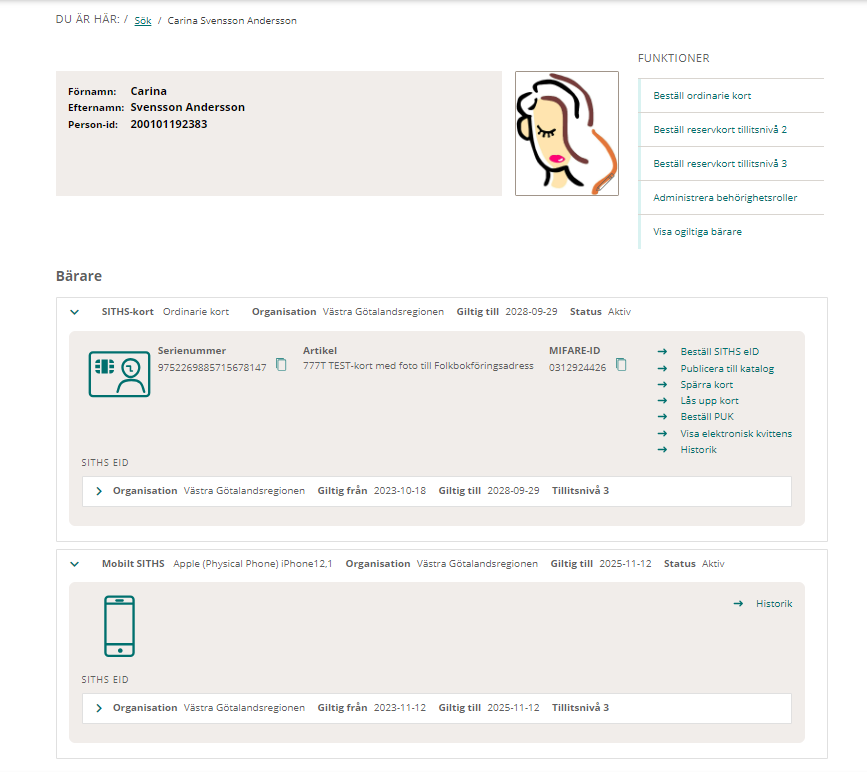 DU ÄR HÄR: / Sök / Carina Svensson Andersson
Förnamn: Carina
Efternamn: Svensson Andersson
Person-id: 200101192383
FUNKTIONER
Beställ ordinarie kort
Beställ reservkort tillitsnivå 2
Beställ reservkort tillitsnivå 3
Administrera behörighetsroller
Visa ogiltiga bärare
Bärare
SITHS-kort Ordinarie kort Organisation Västra Götalandsregionen Giltig till 2028-09-29 Status Aktiv
Serienummer Artikel MIFARE-ID
9752269885715678147 777T TEST-kort med foto till Folkbokföringsadress 0312924426
Beställ SITHS eID
Publicera till katalog
Spärra kort
Lås upp kort
Beställ PUK
Visa elektronisk kvittens
Historik
SITHS EID
Organisation Västra Götalandsregionen Giltig från 2023-10-18 Giltig till 2028-09-29 Tillitsnivå 3
Mobilt SITHS Apple (Physical Phone) iPhone12,1 Organisation Västra Götalandsregionen Giltig till 2025-11-12 Status Aktiv
Historik
SITHS EID
Organisation Västra Götalandsregionen Giltig från 2023-11-12 Giltig till 2025-11-12 Tillitsnivå 3